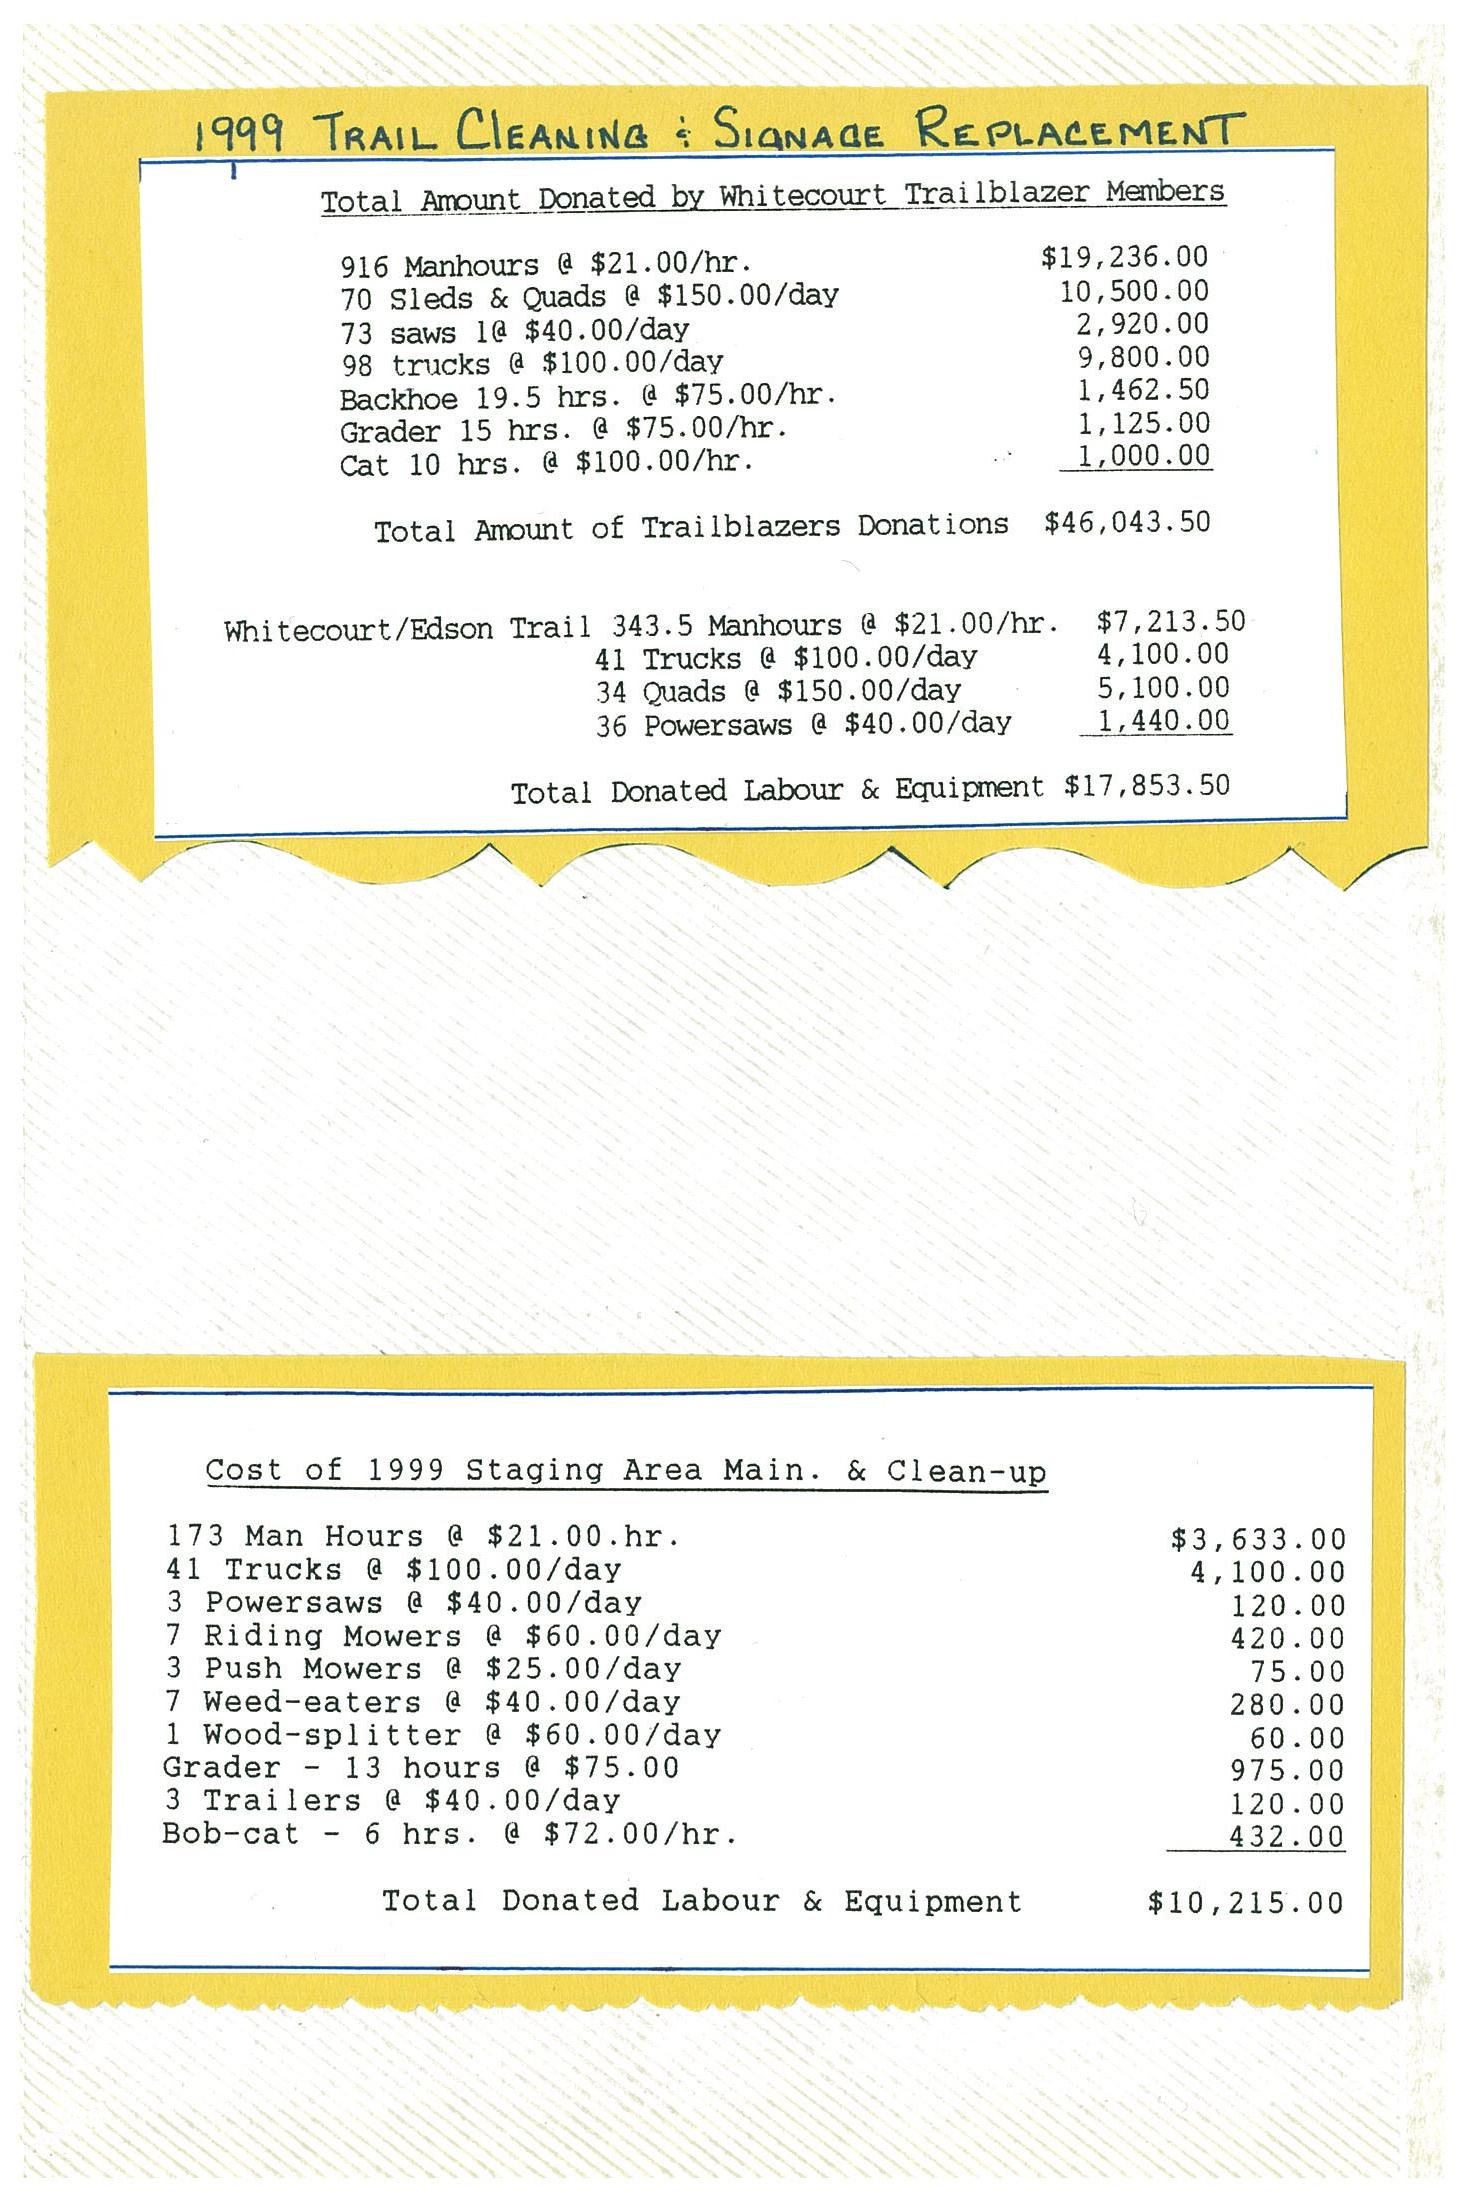 1999 TRAIL CLEANING & SIGNAGE REPLACEMENT
Total Amount Donated by Whitecourt Trailblazer Members
916 Manhours @ $21.00/hr. $19,236.00
70 Sleds & Quads @ $150.00/day 10,500.00
73 saws 1@ $40.00/day 2,920.00
98 trucks @ $100.00/day 9,800.00
Backhoe 19.5 hrs. @ $75.00/hr. 1,462.50
Grader 15 hrs. @ $75.00/hr. 1,125.00
Cat 10 hrs. @ $100.00/hr. 1,000.00
Total Amount of Trailblazers Donations $46,043.50
Whitecourt/Edson Trail 343.5 Manhours @ $21.00/hr. $7,213.50
41 Trucks @ $100.00/day 4,100.00
34 Quads @ $150.00/day 5,100.00
36 Powersaws @ $40.00/day 1,440.00
Total Donated Labour & Equipment $17,853.50
Cost of 1999 Staging Area Main. & Clean-up
173 Man Hours @ $21.00.hr. $3,633.00
41 Trucks @ $100.00/day 4,100.00
3 Powersaws @ $40.00/day 120.00
7 Riding Mowers @ $60.00/day 420.00
3 Push Mowers @ $25.00/day 75.00
7 Weed-eaters @ $40.00/day 280.00
1 Wood-splitter @ $60.00/day 60.00
Grader - 13 hours @ $75.00 975.00
3 Trailers @ $40.00/day 120.00
Bob-cat - 6 hrs. @ $72.00/hr. 432.00
Total Donated Labour & Equipment $10,215.00